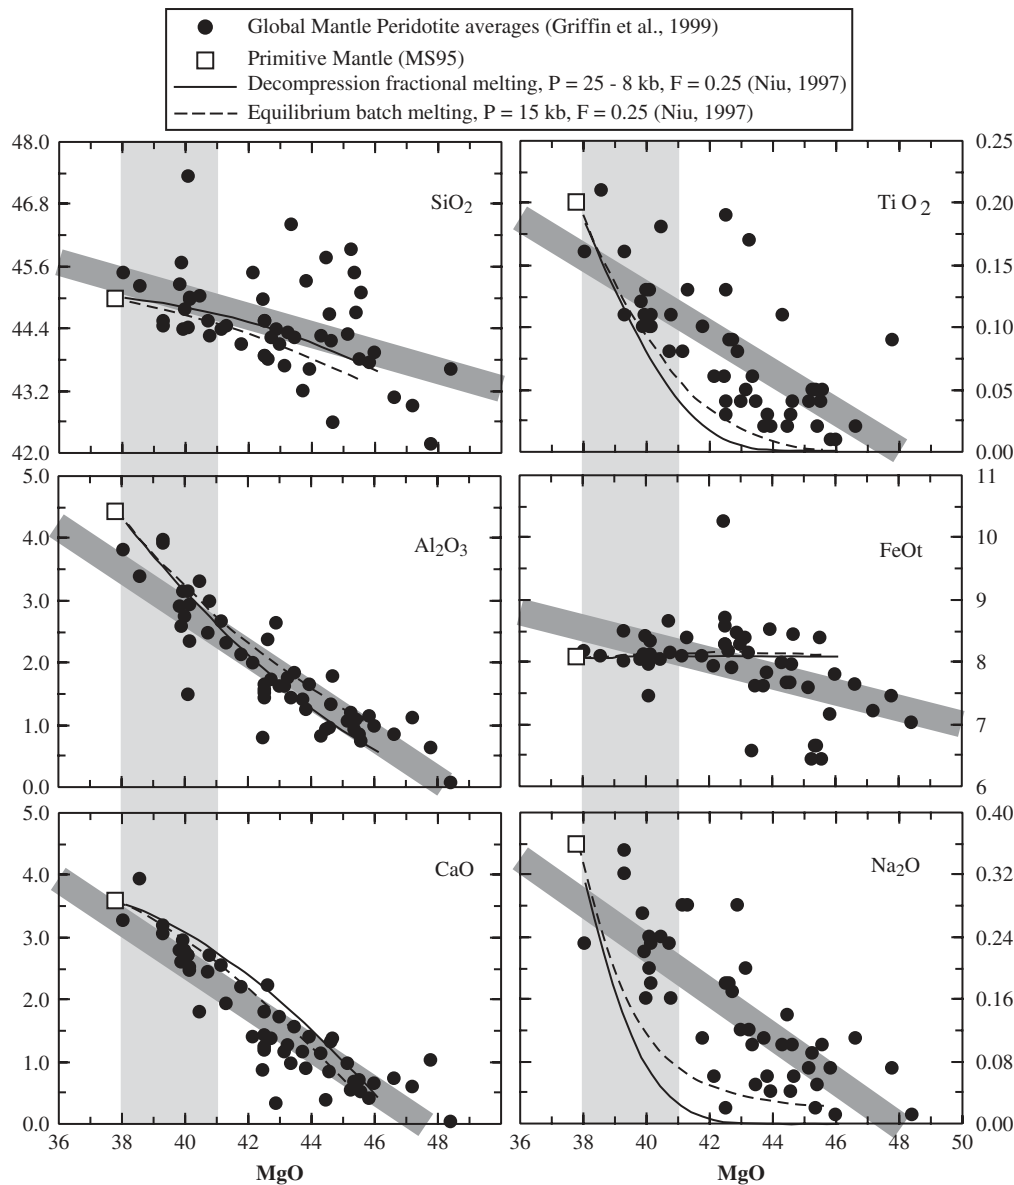 Global Mantle Peridotite averages (Griffin et al., 1999)
Primitive Mantle (MS95)
Decompression fractional melting, P = 25 - 8 kb, F = 0.25 (Niu, 1997)
Equilibrium batch melting, P = 15 kb, F = 0.25 (Niu, 1997)
48.0
46.8
45.6
44.4
43.2
42.0
SiO2
0.25
0.20
0.15
0.10
0.05
0.00
Ti O 2
5.0
4.0
3.0
2.0
1.0
0.0
Al2O3
11
10
9
8
7
6
FeOt
5.0
4.0
3.0
2.0
1.0
0.0
CaO
36 38 40 42 44 46 48
MgO
0.40
0.32
0.24
0.16
0.08
0.00
Na2O
36 38 40 42 44 46 48 50
MgO